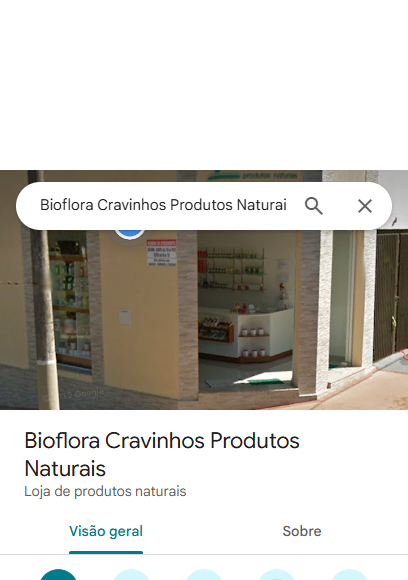 produtos naturais
Bioflora Cravinhos Produtos Naturai
Bioflora Cravinhos Produtos
Naturais
Loja de produtos naturais
Visão geral
Sobre